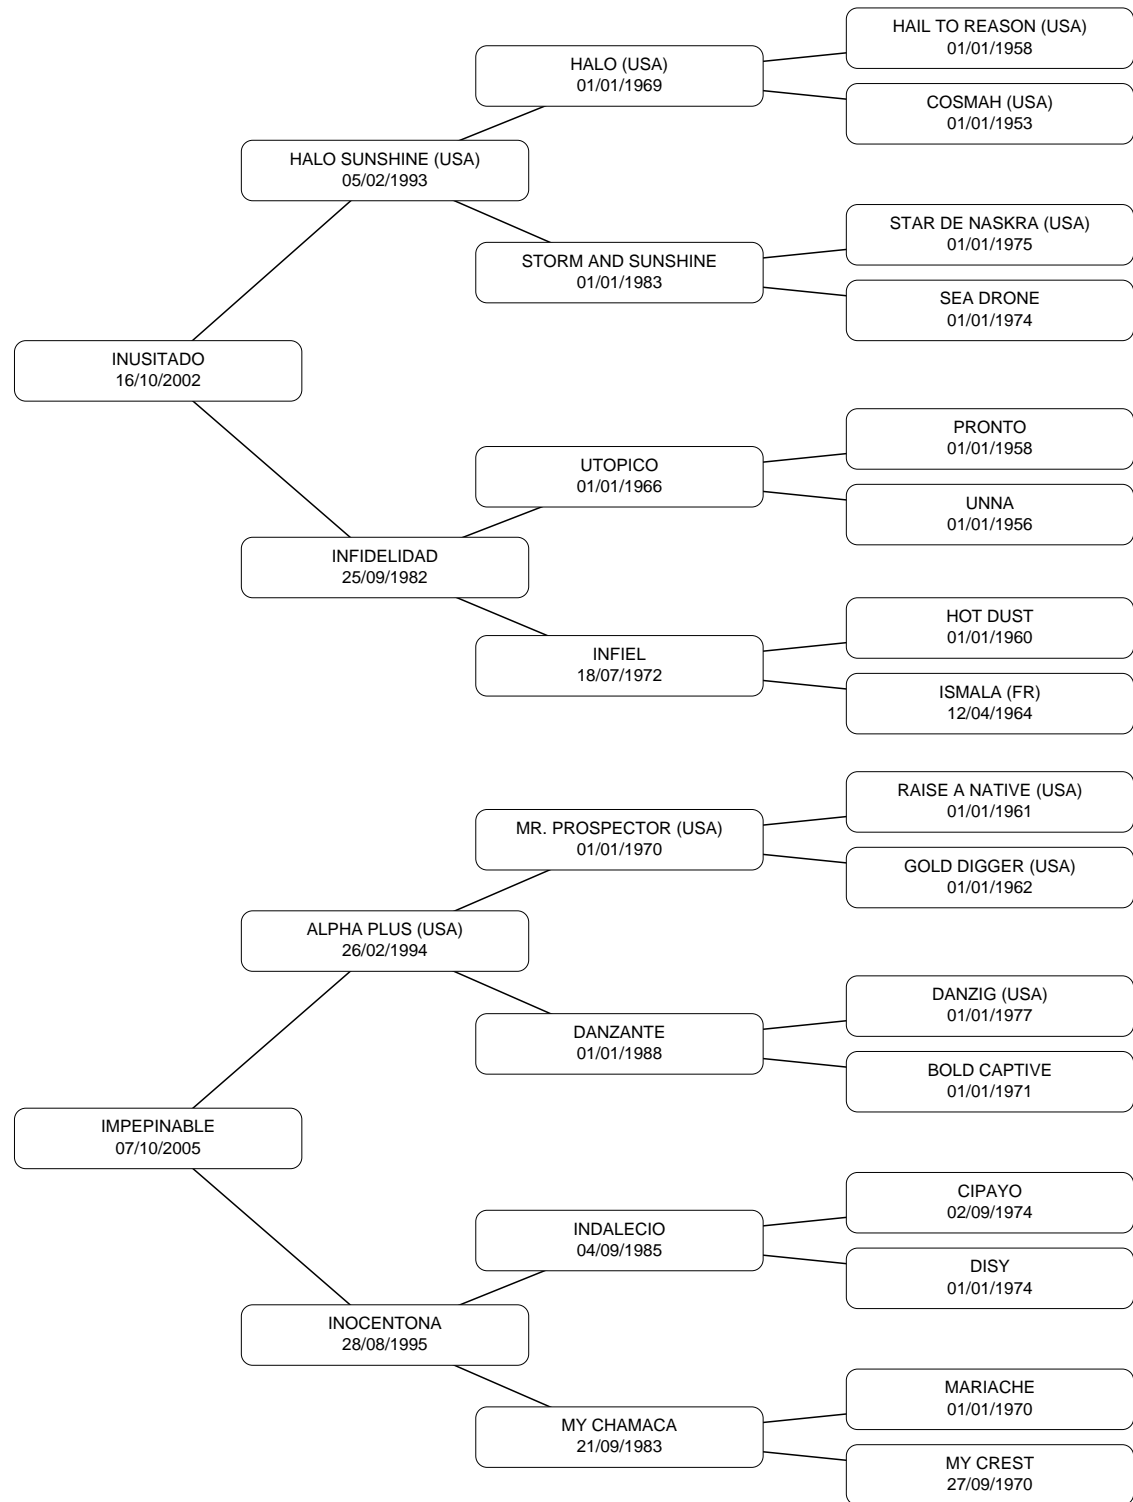 HAIL TO REASON (USA)
01/01/1958
HALO (USA)
01/01/1969
COSMAH (USA)
01/01/1953
HALO SUNSHINE (USA)
05/02/1993
STAR DE NASKRA (USA)
01/01/1975
STORM AND SUNSHINE
01/01/1983
SEA DRONE
01/01/1974
INUSITADO
16/10/2002
PRONTO
01/01/1958
UTOPICO
01/01/1966
UNNA
01/01/1956
INFIDELIDAD
25/09/1982
HOT DUST
01/01/1960
INFIEL
18/07/1972
ISMALA (FR)
12/04/1964
RAISE A NATIVE (USA)
01/01/1961
MR. PROSPECTOR (USA)
01/01/1970
GOLD DIGGER (USA)
01/01/1962
ALPHA PLUS (USA)
26/02/1994
DANZIG (USA)
01/01/1977
DANZANTE
01/01/1988
BOLD CAPTIVE
01/01/1971
IMPEPINABLE
07/10/2005
CIPAYO
02/09/1974
INDALECIO
04/09/1985
DISY
01/01/1974
INOCENTONA
28/08/1995
MARIACHE
01/01/1970
MY CHAMACA
21/09/1983
MY CREST
27/09/1970